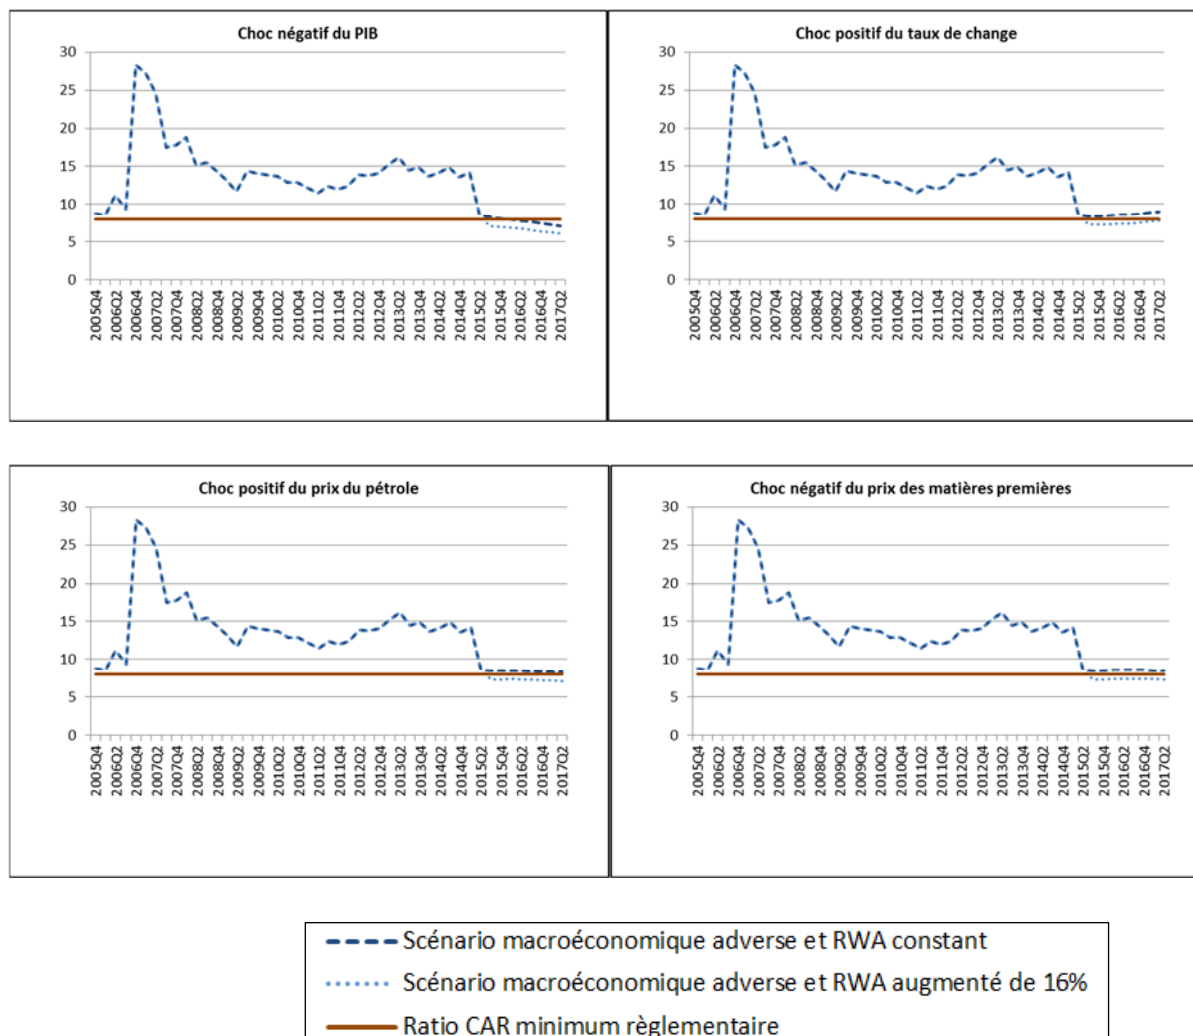 Choc négatif du PIB
30
25
20
15
10
5
0
2005Q4
2006Q2
2006Q4
2007Q2
2007Q4
2008Q2
2008Q4
2009Q2
2009Q4
2010Q2
2010Q4
2011Q2
2011Q4
2012Q2
2012Q4
2013Q2
2013Q4
2014Q2
2014Q4
2015Q2
2015Q4
2016Q2
2016Q4
2017Q2
Choc positif du taux de change
30
25
20
15
10
5
0
2005Q4
2006Q2
2006Q4
2007Q2
2007Q4
2008Q2
2008Q4
2009Q2
2009Q4
2010Q2
2010Q4
2011Q2
2011Q4
2012Q2
2012Q4
2013Q2
2013Q4
2014Q2
2014Q4
2015Q2
2015Q4
2016Q2
2016Q4
2017Q2
Choc positif du prix du pétrole
30
25
20
15
10
5
0
2005Q4
2006Q2
2006Q4
2007Q2
2007Q4
2008Q2
2008Q4
2009Q2
2009Q4
2010Q2
2010Q4
2011Q2
2011Q4
2012Q2
2012Q4
2013Q2
2013Q4
2014Q2
2014Q4
2015Q2
2015Q4
2016Q2
2016Q4
2017Q2
Choc négatif du prix des matières premières
30
25
20
15
10
5
0
2005Q4
2006Q2
2006Q4
2007Q2
2007Q4
2008Q2
2008Q4
2009Q2
2009Q4
2010Q2
2010Q4
2011Q2
2011Q4
2012Q2
2012Q4
2013Q2
2013Q4
2014Q2
2014Q4
2015Q2
2015Q4
2016Q2
2016Q4
2017Q2
Scénario macroéconomique adverse et RWA constant
Scénario macroéconomique adverse et RWA augmenté de 16%
Ratio CAR minimum règlementaire